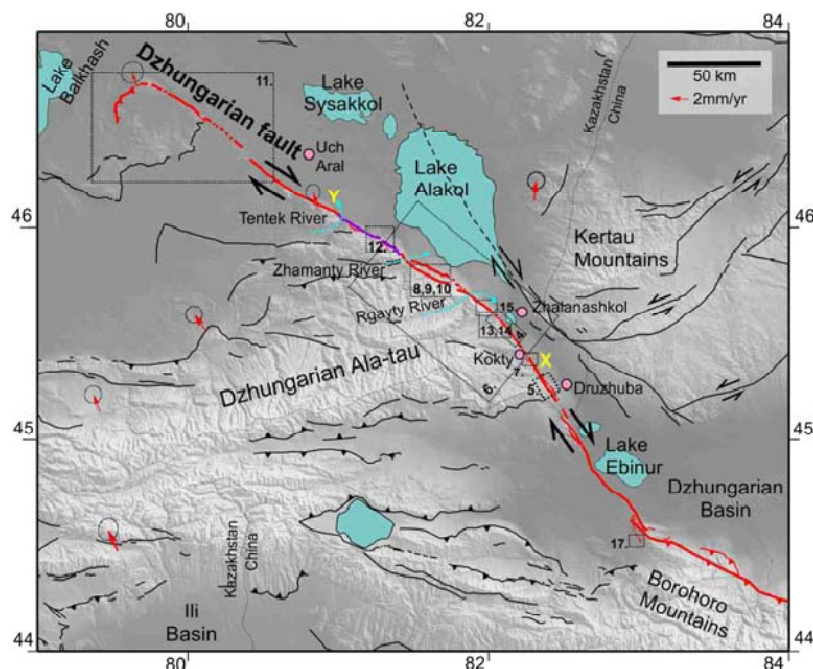 80
82
84
Lake
Balkhash
Dzhungarian fault
11.
Lake
Sysakkol
Kazakhstan
China
50 km
2mm/yr
Uch
Aral
Lake
Alakol
Y
46
46
Tentek River
12.
Kertau
Mountains
Zhamanty River
8,9,10
Rgayty River
15.
Zhalanashkol
13,14
4.
Kokty
X
7.
Dzhungarian Ala-tau
6.
5.
Druzhuba
45
45
Lake
Ebinur
Dzhungarian
Basin
17.
Kazakhstan
China
Borohoro
Mountains
Ili
Basin
44
44
80
82
84